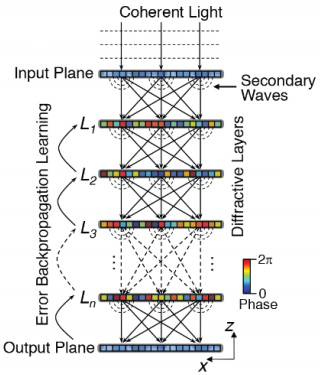 Coherent Light
Input Plane
Secondary
Waves
L1
L2
L3
Ln
Error Backpropagation Learning
Diffractive Layers
2π
0
Phase
Output Plane
z
x